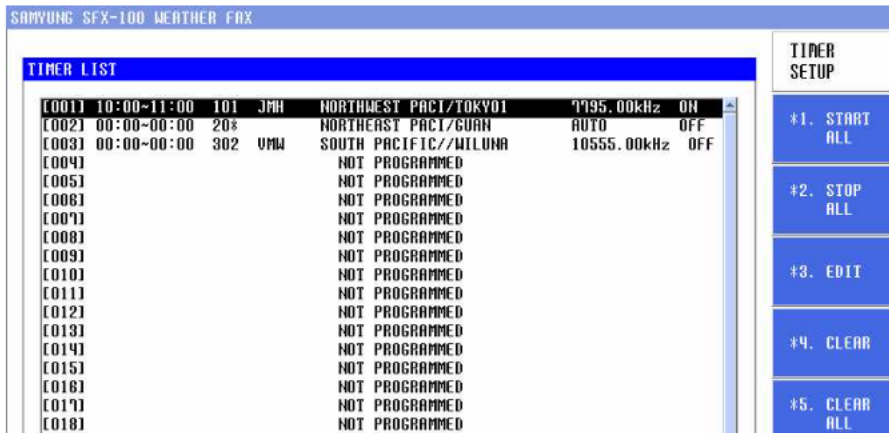 SAMYUNG SFX-100 WEATHER FAX
TIMER LIST
[001] 10:00~11:00 101 JMH NORTHWEST PACI/TOKYO1 7795.00kHz ON
[002] 00:00~00:00 20* NORTHEAST PACI/GUAN AUTO OFF
[003] 00:00~00:00 302 VMW SOUTH PACIFIC//WILUNA 10555.00kHz OFF
[004] NOT PROGRAMMED
[005] NOT PROGRAMMED
[006] NOT PROGRAMMED
[007] NOT PROGRAMMED
[008] NOT PROGRAMMED
[009] NOT PROGRAMMED
[010] NOT PROGRAMMED
[011] NOT PROGRAMMED
[012] NOT PROGRAMMED
[013] NOT PROGRAMMED
[014] NOT PROGRAMMED
[015] NOT PROGRAMMED
[016] NOT PROGRAMMED
[017] NOT PROGRAMMED
[018] NOT PROGRAMMED
TIMER
SETUP
*1. START
ALL
*2. STOP
ALL
*3. EDIT
*4. CLEAR
*5. CLEAR
ALL